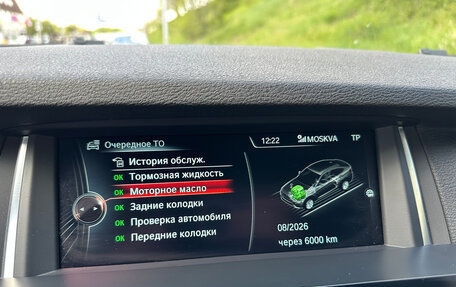 Очередное ТО
12:22 MOSKVA TP
История обслуж.
OK Тормозная жидкость
OK Моторное масло
OK Задние колодки
OK Проверка автомобиля
OK Передние колодки
08/2026
через 6000 km